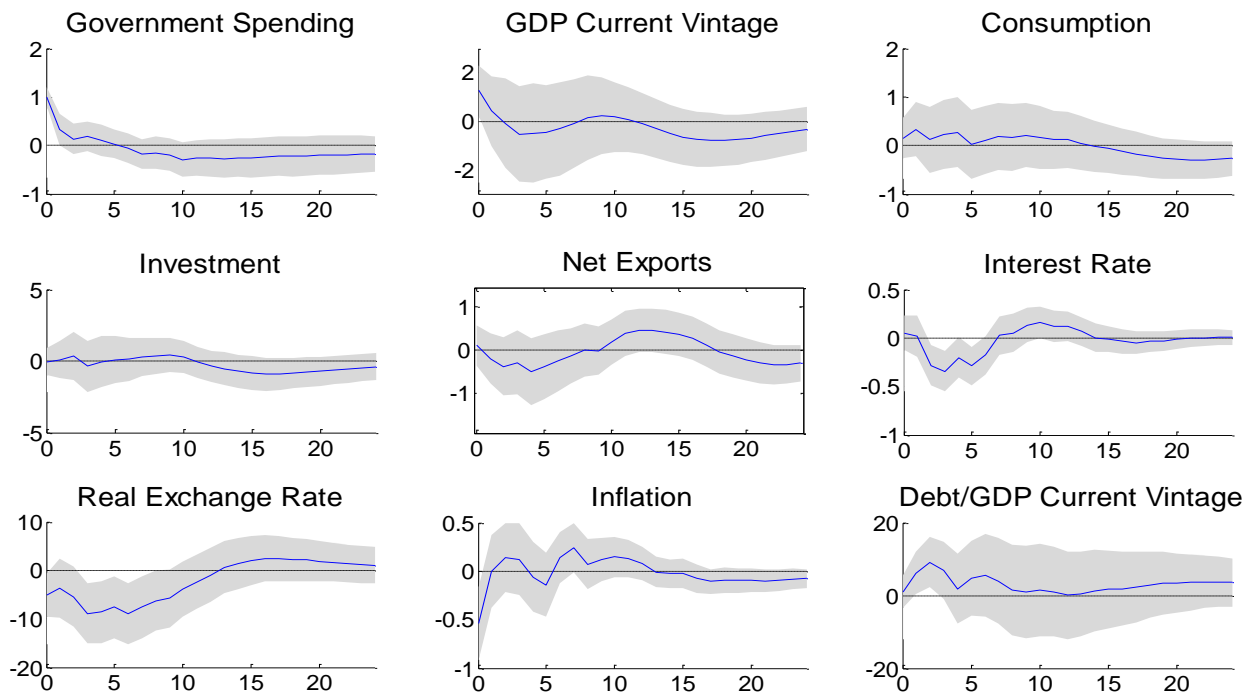 Government Spending
GDP Current Vintage
Consumption
2
1
0
-1
0 5 10 15 20
2
0
-2
0 5 10 15 20
2
1
0
-1
0 5 10 15 20
Investment
Net Exports
Interest Rate
5
0
-5
0 5 10 15 20
1
0
-1
0 5 10 15 20
0.5
0
-0.5
-1
0 5 10 15 20
Real Exchange Rate
Inflation
Debt/GDP Current Vintage
10
0
-10
-20
0 5 10 15 20
0.5
0
-0.5
-1
0 5 10 15 20
20
0
-20
0 5 10 15 20